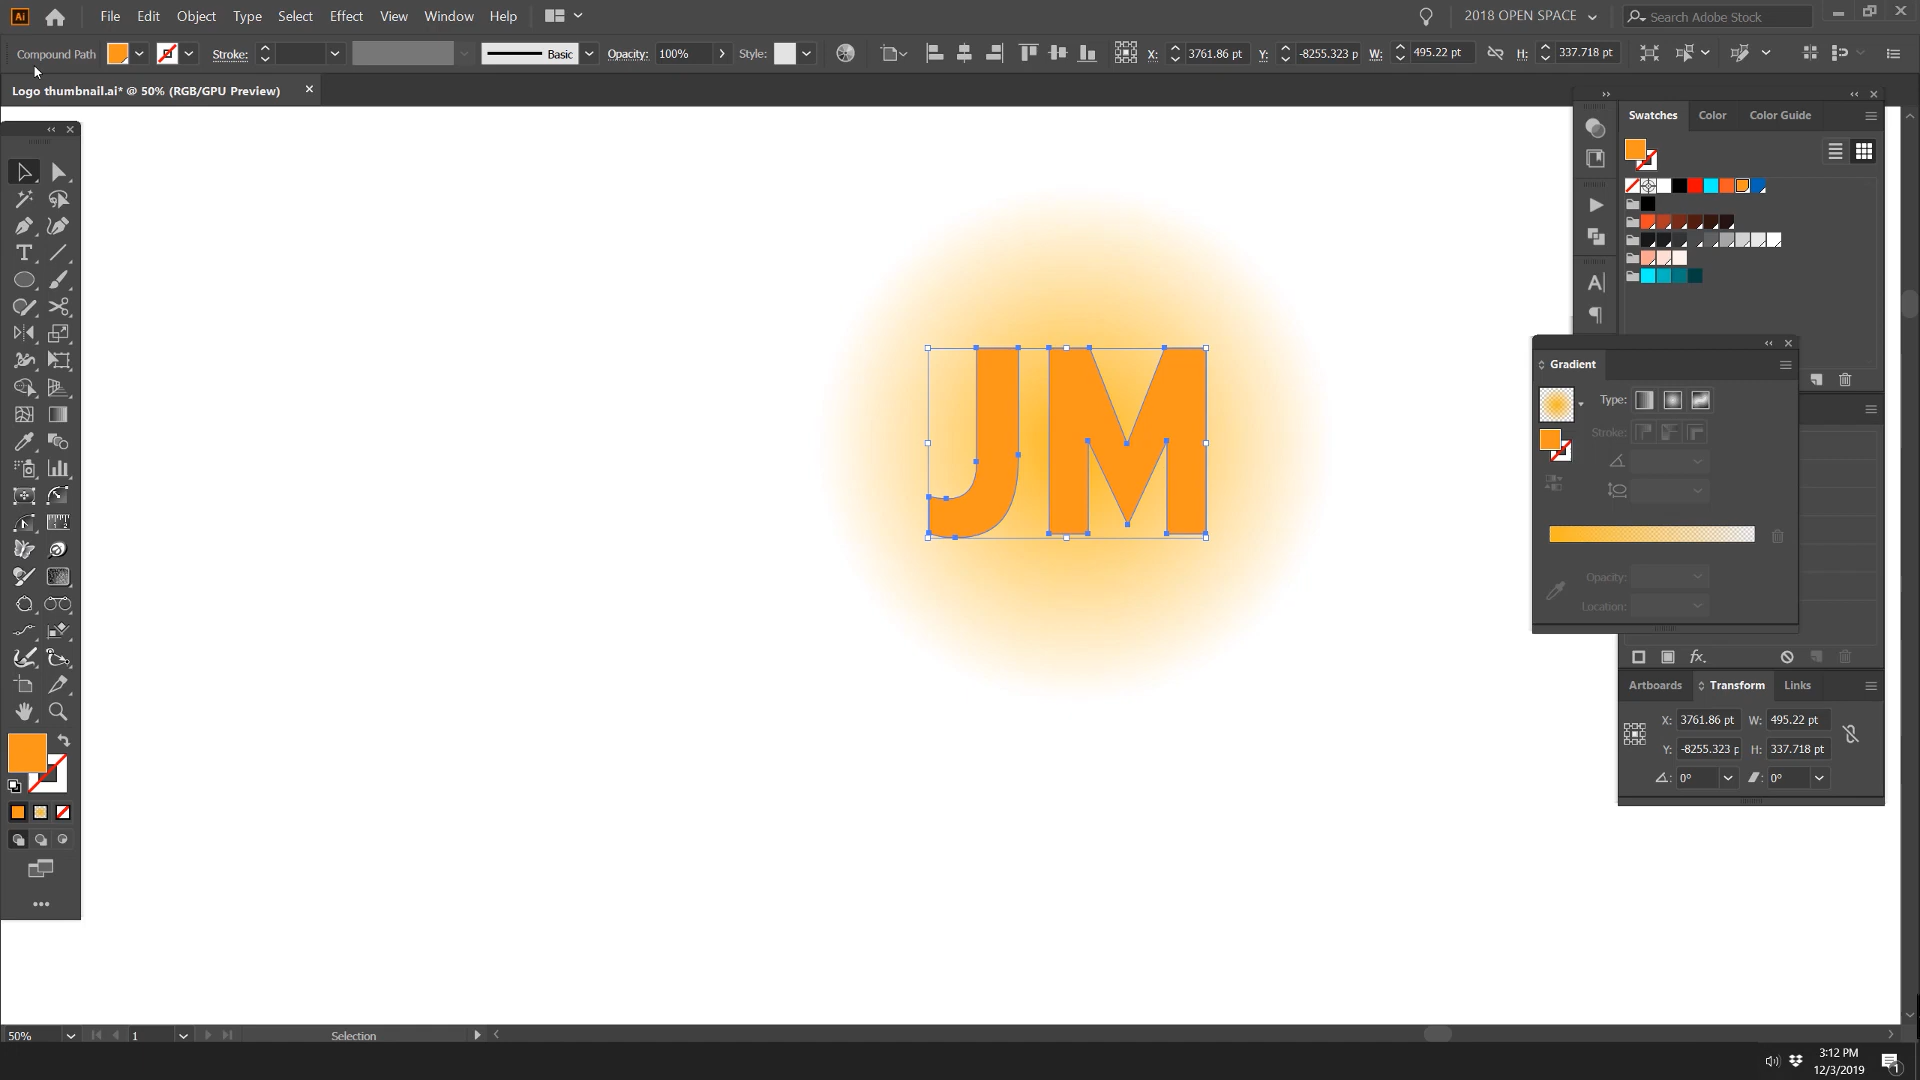 Ai File Edit Object Type Select Effect View Window Help 2018 OPEN SPACE Search Adobe Stock
Compound Path Stroke: Basic Opacity: 100% Style: X: 3761.86 pt Y: -8255.323 p W: 495.22 pt H: 337.718 pt
Logo thumbnail.ai* @ 50% (RGB/GPU Preview)
Swatches Color Color Guide
JM
Gradient
Type:
Stroke:
Opacity:
Location:
fx.
Artboards Transform Links
X: 3761.86 pt W: 495.22 pt
Y: -8255.323 p H: 337.718 pt
0° 0°
50% 1 Selection
3:12 PM
12/3/2019
1